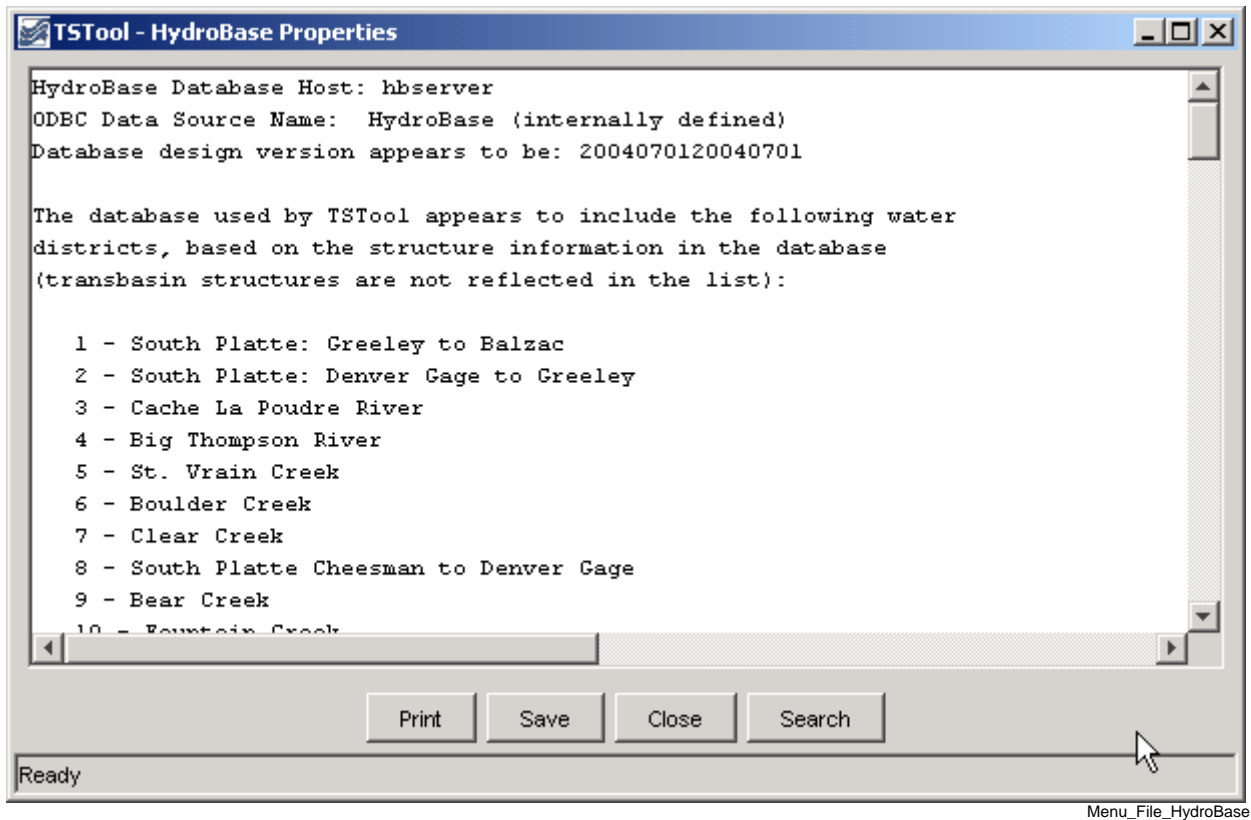 TSTool - HydroBase Properties
HydroBase Database Host: hbserver
ODBC Data Source Name:  HydroBase (internally defined)
Database design version appears to be: 2004070120040701
The database used by TSTool appears to include the following water
districts, based on the structure information in the database
(transbasin structures are not reflected in the list):
1 - South Platte: Greeley to Balzac
2 - South Platte: Denver Gage to Greeley
3 - Cache La Poudre River
4 - Big Thompson River
5 - St. Vrain Creek
6 - Boulder Creek
7 - Clear Creek
8 - South Platte Cheesman to Denver Gage
9 - Bear Creek
10 - Fountain Creek
Print Save Close Search
Ready
Menu_File_HydroBase